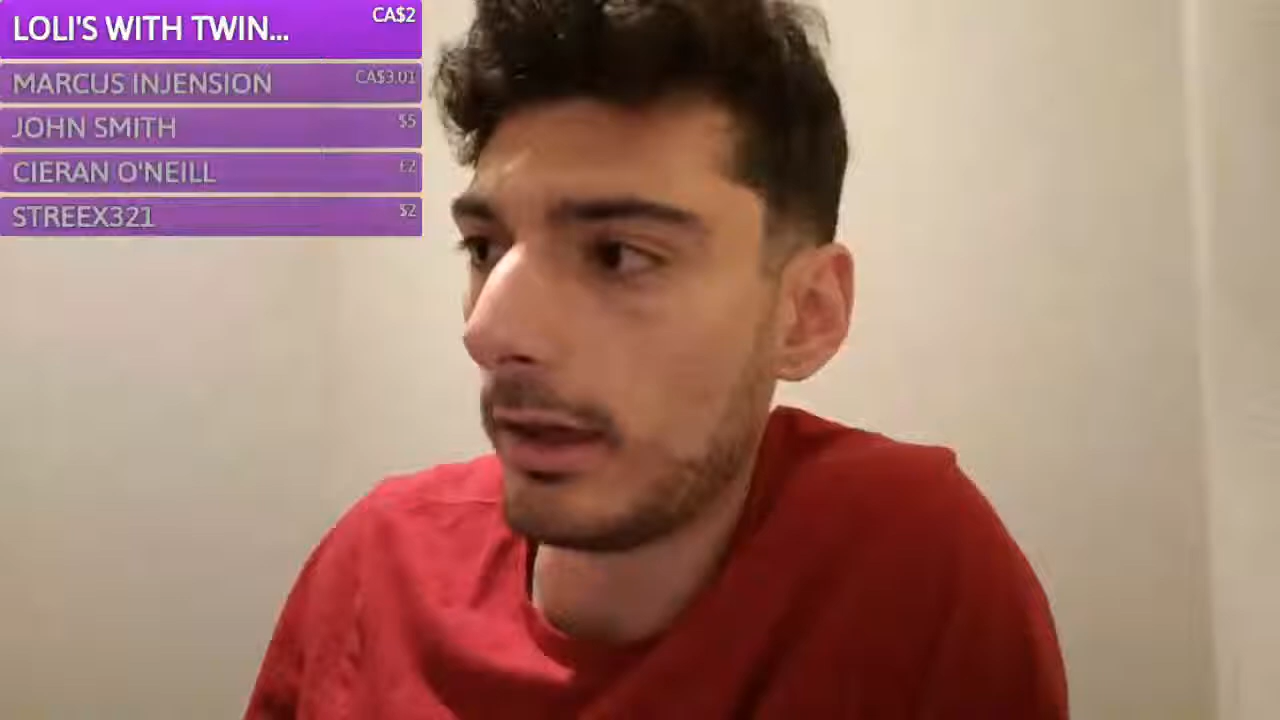 LOLI'S WITH TWIN... CA$2
MARCUS INJENSION CA$3.01
JOHN SMITH $5
CIERAN O'NEILL £2
STREEX321 $2